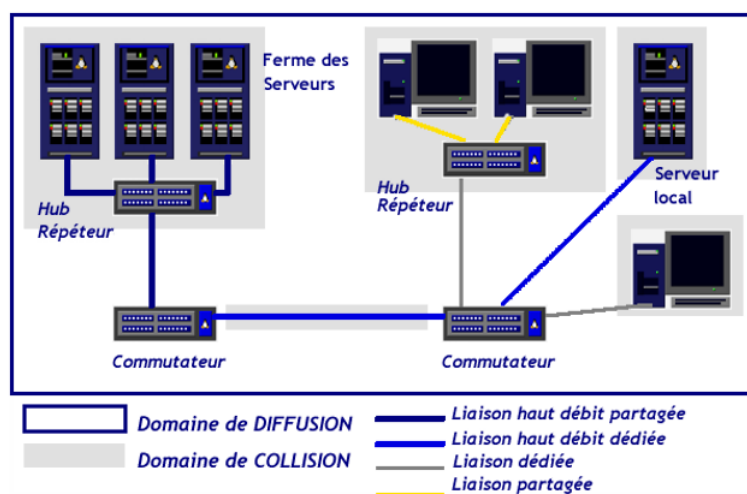 Ferme des
Serveurs
Hub
Répéteur
Hub
Répéteur
Serveur
local
Commutateur
Commutateur
Domaine de DIFFUSION
Domaine de COLLISION
Liaison haut débit partagée
Liaison haut débit dédiée
Liaison dédiée
Liaison partagée